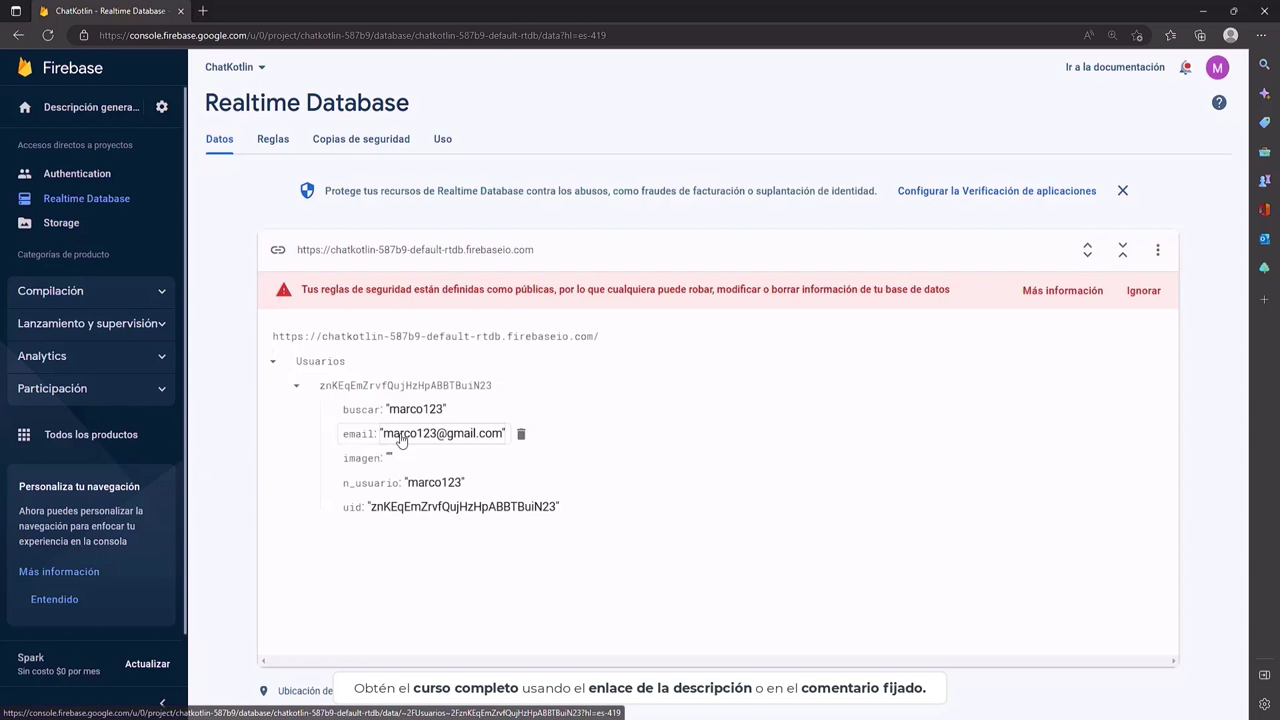 ChatKotlin - Realtime Database -
https://console.firebase.google.com/u/0/project/chatkotlin-587b9/database/chatkotlin-587b9-default-rtdb/data?hl=es-419
Firebase
ChatKotlin
Ir a la documentación
M
Descripción genera...
Realtime Database
Datos
Reglas
Copias de seguridad
Uso
Accesos directos a proyectos
Authentication
Realtime Database
Storage
Categorías de producto
Compilación
Lanzamiento y supervisión
Analytics
Participación
Todos los productos
Personaliza tu navegación
Ahora puedes personalizar la
navegación para enfocar tu
experiencia en la consola
Más información
Entendido
Spark
Sin costo $0 por mes
Actualizar
Protege tus recursos de Realtime Database contra los abusos, como fraudes de facturación o suplantación de identidad.
Configurar la Verificación de aplicaciones
https://chatkotlin-587b9-default-rtdb.firebaseio.com
Tus reglas de seguridad están definidas como públicas, por lo que cualquiera puede robar, modificar o borrar información de tu base de datos
Más información
Ignorar
https://chatkotlin-587b9-default-rtdb.firebaseio.com/
Usuarios
znKEqEmZrvfQujHzHpABBTBuiN23
buscar: "marco123"
email: "marco123@gmail.com"
imagen: ""
n_usuario: "marco123"
uid: "znKEqEmZrvfQujHzHpABBTBuiN23"
Ubicación de
Obtén el curso completo usando el enlace de la descripción o en el comentario fijado.
https://console.firebase.google.com/u/0/project/chatkotlin-587b9/database/chatkotlin-587b9-default-rtdb/data/~2FUsuarios~2FznKEqEmZrvfQujHzHpABBTBuiN23?hl=es-419